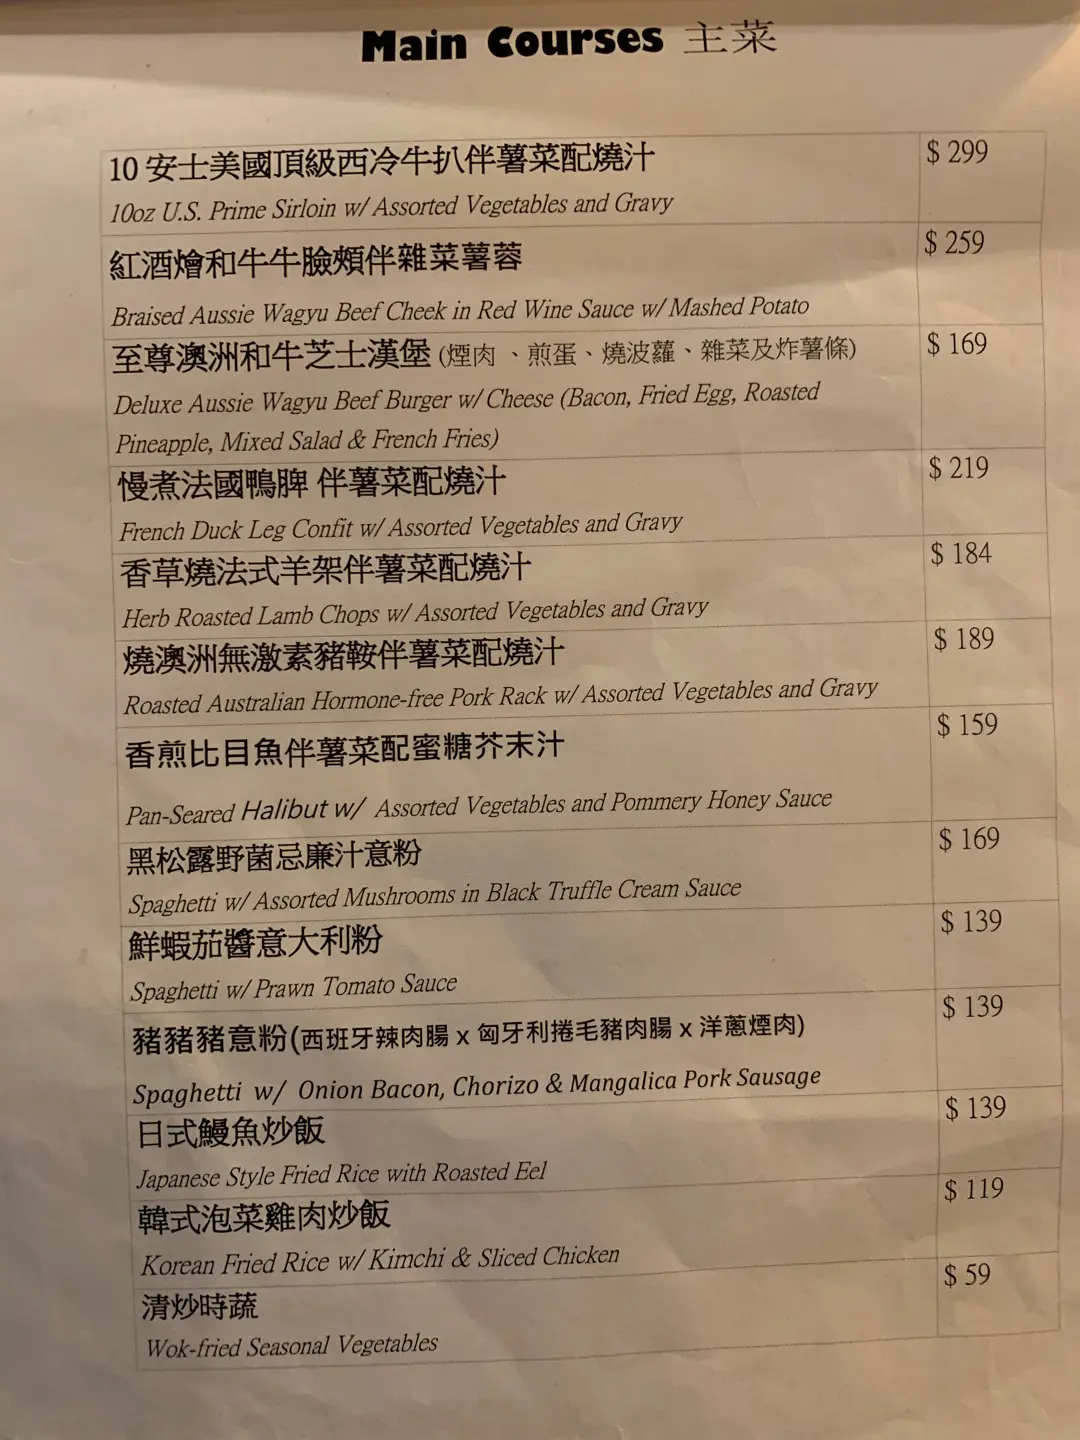 Main Courses 主菜
10 安士美國頂級西冷牛扒伴薯菜配燒汁 $ 299
10oz U.S. Prime Sirloin w/ Assorted Vegetables and Gravy
紅酒燴和牛牛臉頰伴雜菜薯蓉 $ 259
Braised Aussie Wagyu Beef Cheek in Red Wine Sauce w/ Mashed Potato
至尊澳洲和牛芝士漢堡 (煙肉 、煎蛋、燒波蘿、雜菜及炸薯條) $ 169
Deluxe Aussie Wagyu Beef Burger w/ Cheese (Bacon, Fried Egg, Roasted
Pineapple, Mixed Salad & French Fries)
慢煮法國鴨脾 伴薯菜配燒汁 $ 219
French Duck Leg Confit w/ Assorted Vegetables and Gravy
香草燒法式羊架伴薯菜配燒汁 $ 184
Herb Roasted Lamb Chops w/ Assorted Vegetables and Gravy
燒澳洲無激素豬鞍伴薯菜配燒汁 $ 189
Roasted Australian Hormone-free Pork Rack w/ Assorted Vegetables and Gravy
香煎比目魚伴薯菜配蜜糖芥末汁 $ 159
Pan-Seared Halibut w/ Assorted Vegetables and Pommery Honey Sauce
黑松露野菌忌廉汁意粉 $ 169
Spaghetti w/ Assorted Mushrooms in Black Truffle Cream Sauce
鮮蝦茄醬意大利粉 $ 139
Spaghetti w/ Prawn Tomato Sauce
豬豬豬意粉(西班牙辣肉腸 x 匈牙利捲毛豬肉腸 x 洋蔥煙肉) $ 139
Spaghetti w/ Onion Bacon, Chorizo & Mangalica Pork Sausage
日式鰻魚炒飯 $ 139
Japanese Style Fried Rice with Roasted Eel
韓式泡菜雞肉炒飯 $ 119
Korean Fried Rice w/ Kimchi & Sliced Chicken
清炒時蔬 $ 59
Wok-fried Seasonal Vegetables